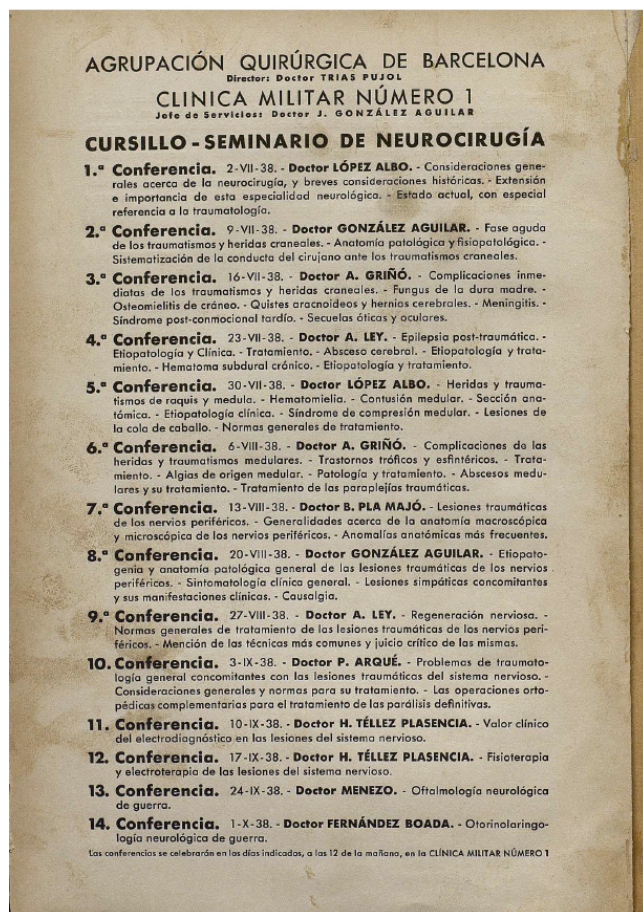 AGRUPACIÓN QUIRÚRGICA DE BARCELONA
Director: Doctor TRIAS PUJOL
CLINICA MILITAR NÚMERO 1
Jefe de Servicios: Doctor J. GONZÁLEZ AGUILAR
CURSILLO - SEMINARIO DE NEUROCIRUGÍA
1.ª Conferencia. 2-VII-38. - Doctor LÓPEZ ALBO. - Consideraciones gene-
rales acerca de la neurocirugía, y breves consideraciones históricas. - Extensión
e importancia de esta especialidad neurológica. - Estado actual, con especial
referencia a la traumatología.
2.ª Conferencia. 9-VII-38. - Doctor GONZÁLEZ AGUILAR. - Fase aguda
de los traumatismos y heridas craneales. - Anatomía patológica y fisiopatológica. -
Sistematización de la conducta del cirujano ante los traumatismos craneales.
3.ª Conferencia. 16-VII-38. - Doctor A. GRIÑÓ. - Complicaciones inme-
diatas de los traumatismos y heridas craneales. - Fungus de la dura madre. -
Osteomielitis de cráneo. - Quistes aracnoideos y hernias cerebrales. - Meningitis. -
Síndrome post-conmocional tardío. - Secuelas óticas y oculares.
4.ª Conferencia. 23-VII-38. - Doctor A. LEY. - Epilepsia post-traumática. -
Etiopatología y Clínica. - Tratamiento. - Absceso cerebral. - Etiopatología y trata-
miento. - Hematoma subdural crónico. - Etiopatología y tratamiento.
5.ª Conferencia. 30-VII-38. - Doctor LÓPEZ ALBO. - Heridas y trauma-
tismos de raquis y medula. - Hematomielia. - Contusión medular. - Sección ana-
tómica. - Etiopatología clínica. - Síndrome de compresión medular. - Lesiones de
la cola de caballo. - Normas generales de tratamiento.
6.ª Conferencia. 6-VIII-38. - Doctor A. GRIÑÓ. - Complicaciones de las
heridas y traumatismos medulares. - Trastornos tróficos y esfintéricos. - Trata-
miento. - Algias de origen medular. - Patología y tratamiento. - Abscesos medu-
lares y su tratamiento. - Tratamiento de las paraplejías traumáticas.
7.ª Conferencia. 13-VIII-38. - Doctor B. PLA MAJÓ. - Lesiones traumáticas
de los nervios periféricos. - Generalidades acerca de la anatomía macroscópica
y microscópica de los nervios periféricos. - Anomalías anatómicas más frecuentes.
8.ª Conferencia. 20-VIII-38. - Doctor GONZÁLEZ AGUILAR. - Etiopato-
genia y anatomía patológica general de las lesiones traumáticas de los nervios
periféricos. - Sintomatología clínica general. - Lesiones simpáticas concomitantes
y sus manifestaciones clínicas. - Causalgia.
9.ª Conferencia. 27-VIII-38. - Doctor A. LEY. - Regeneración nerviosa. -
Normas generales de tratamiento de las lesiones traumáticas de los nervios peri-
féricos. - Mención de las técnicas más comunes y juicio crítico de las mismas.
10. Conferencia. 3-IX-38. - Doctor P. ARQUÉ. - Problemas de traumato-
logía general concomitantes con las lesiones traumáticas del sistema nervioso. -
Consideraciones generales y normas para su tratamiento. - Las operaciones orto-
pédicas complementarias para el tratamiento de las parálisis definitivas.
11. Conferencia. 10-IX-38. - Doctor H. TÉLLEZ PLASENCIA. - Valor clínico
del electrodiagnóstico en las lesiones del sistema nervioso.
12. Conferencia. 17-IX-38. - Doctor H. TÉLLEZ PLASENCIA. - Fisioterapia
y electroterapia de las lesiones del sistema nervioso.
13. Conferencia. 24-IX-38. - Doctor MENEZO. - Oftalmología neurológica
de guerra.
14. Conferencia. 1-X-38. - Doctor FERNÁNDEZ BOADA. - Otorinolaringo-
logía neurológica de guerra.
Las conferencias se celebrarán en los días indicados, a las 12 de la mañana, en la CLÍNICA MILITAR NÚMERO 1